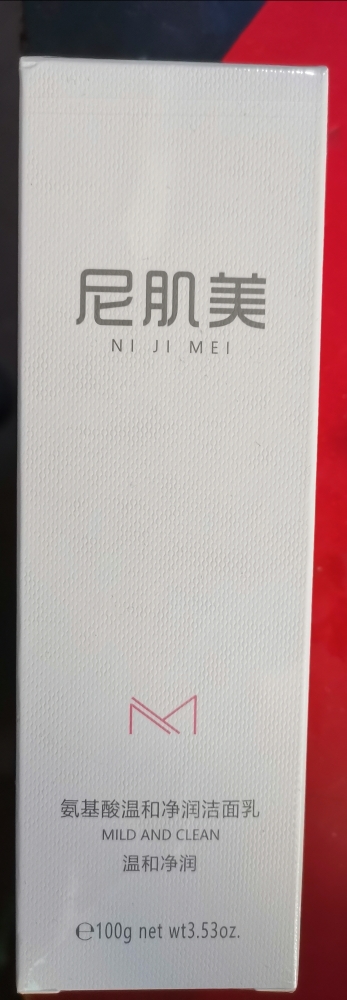 尼肌美
NI JI MEI
氨基酸温和净润洁面乳
MILD AND CLEAN
温和净润
℮100g net wt3.53oz.